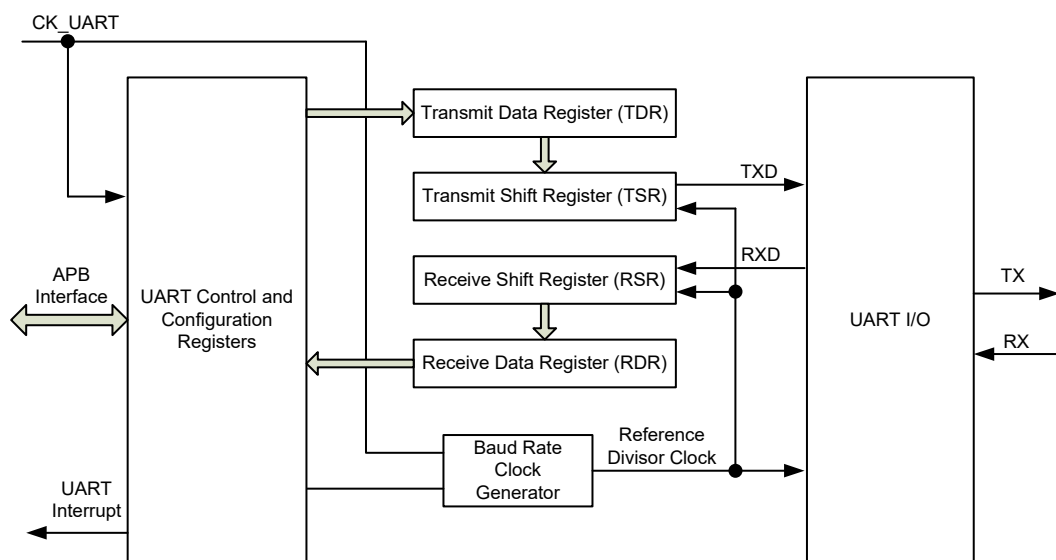 CK_UART
Transmit Data Register (TDR)
Transmit Shift Register (TSR)
TXD
RXD
Receive Shift Register (RSR)
Receive Data Register (RDR)
APB
Interface
UART Control and
Configuration
Registers
UART I/O
TX
RX
Baud Rate
Clock
Generator
Reference
Divisor Clock
UART
Interrupt